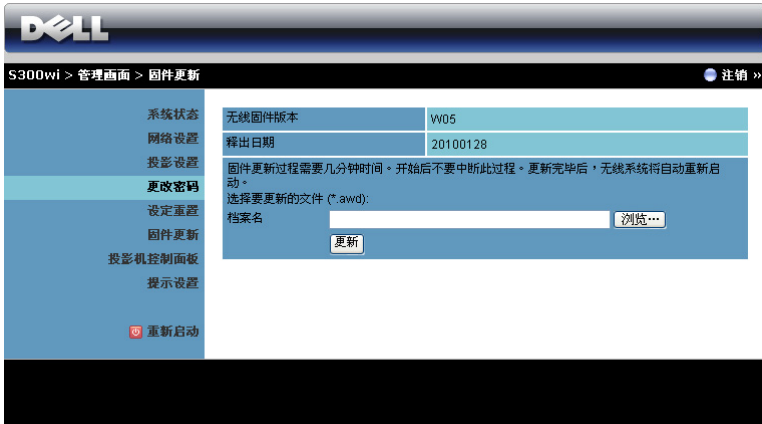 DELL
S300wi > 管理画面 > 固件更新
注销 »
系统状态
网络设置
投影设置
更改密码
设定重置
固件更新
投影机控制面板
提示设置
重新启动
无线固件版本 W05
释出日期 20100128
固件更新过程需要几分钟时间。开始后不要中断此过程。更新完毕后，无线系统将自动重新启
动。
选择要更新的文件 (*.awd):
档案名 浏览…
更新